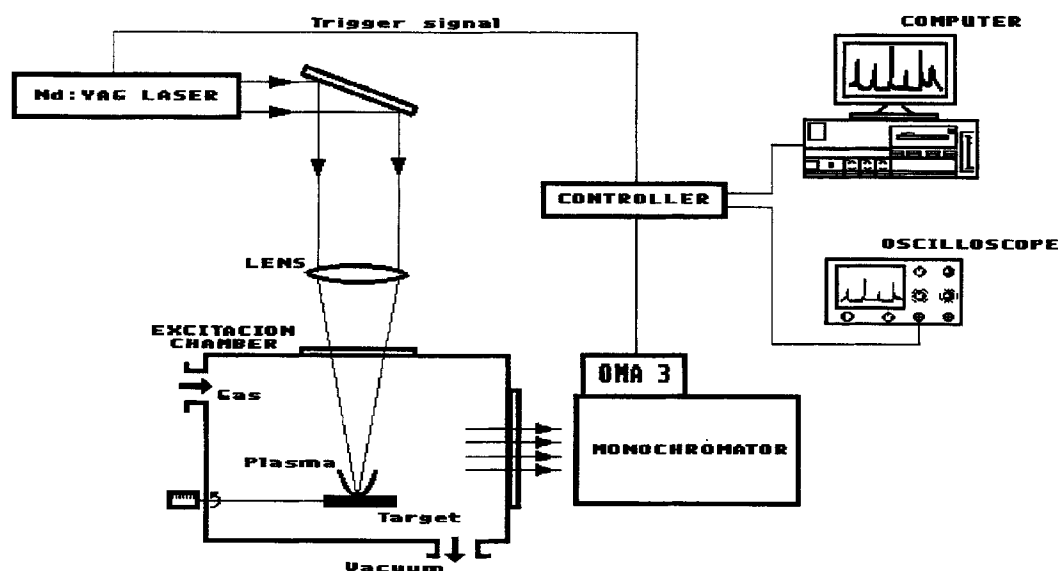 Trigger signal
COMPUTER
Nd:YAG LASER
CONTROLLER
OSCILLOSCOPE
LENS
EXCITACION
CHAMBER
Gas
OMA 3
MONOCHROMATOR
Plasma
Target
Vacuum